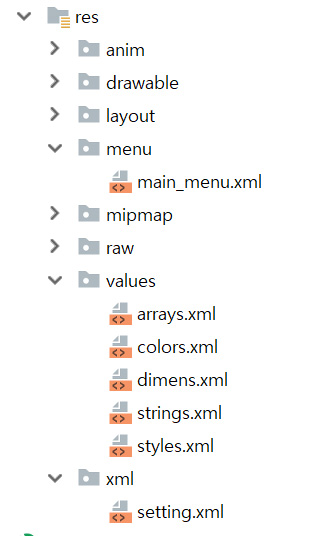 res
anim
drawable
layout
menu
main_menu.xml
mipmap
raw
values
arrays.xml
colors.xml
dimens.xml
strings.xml
styles.xml
xml
setting.xml